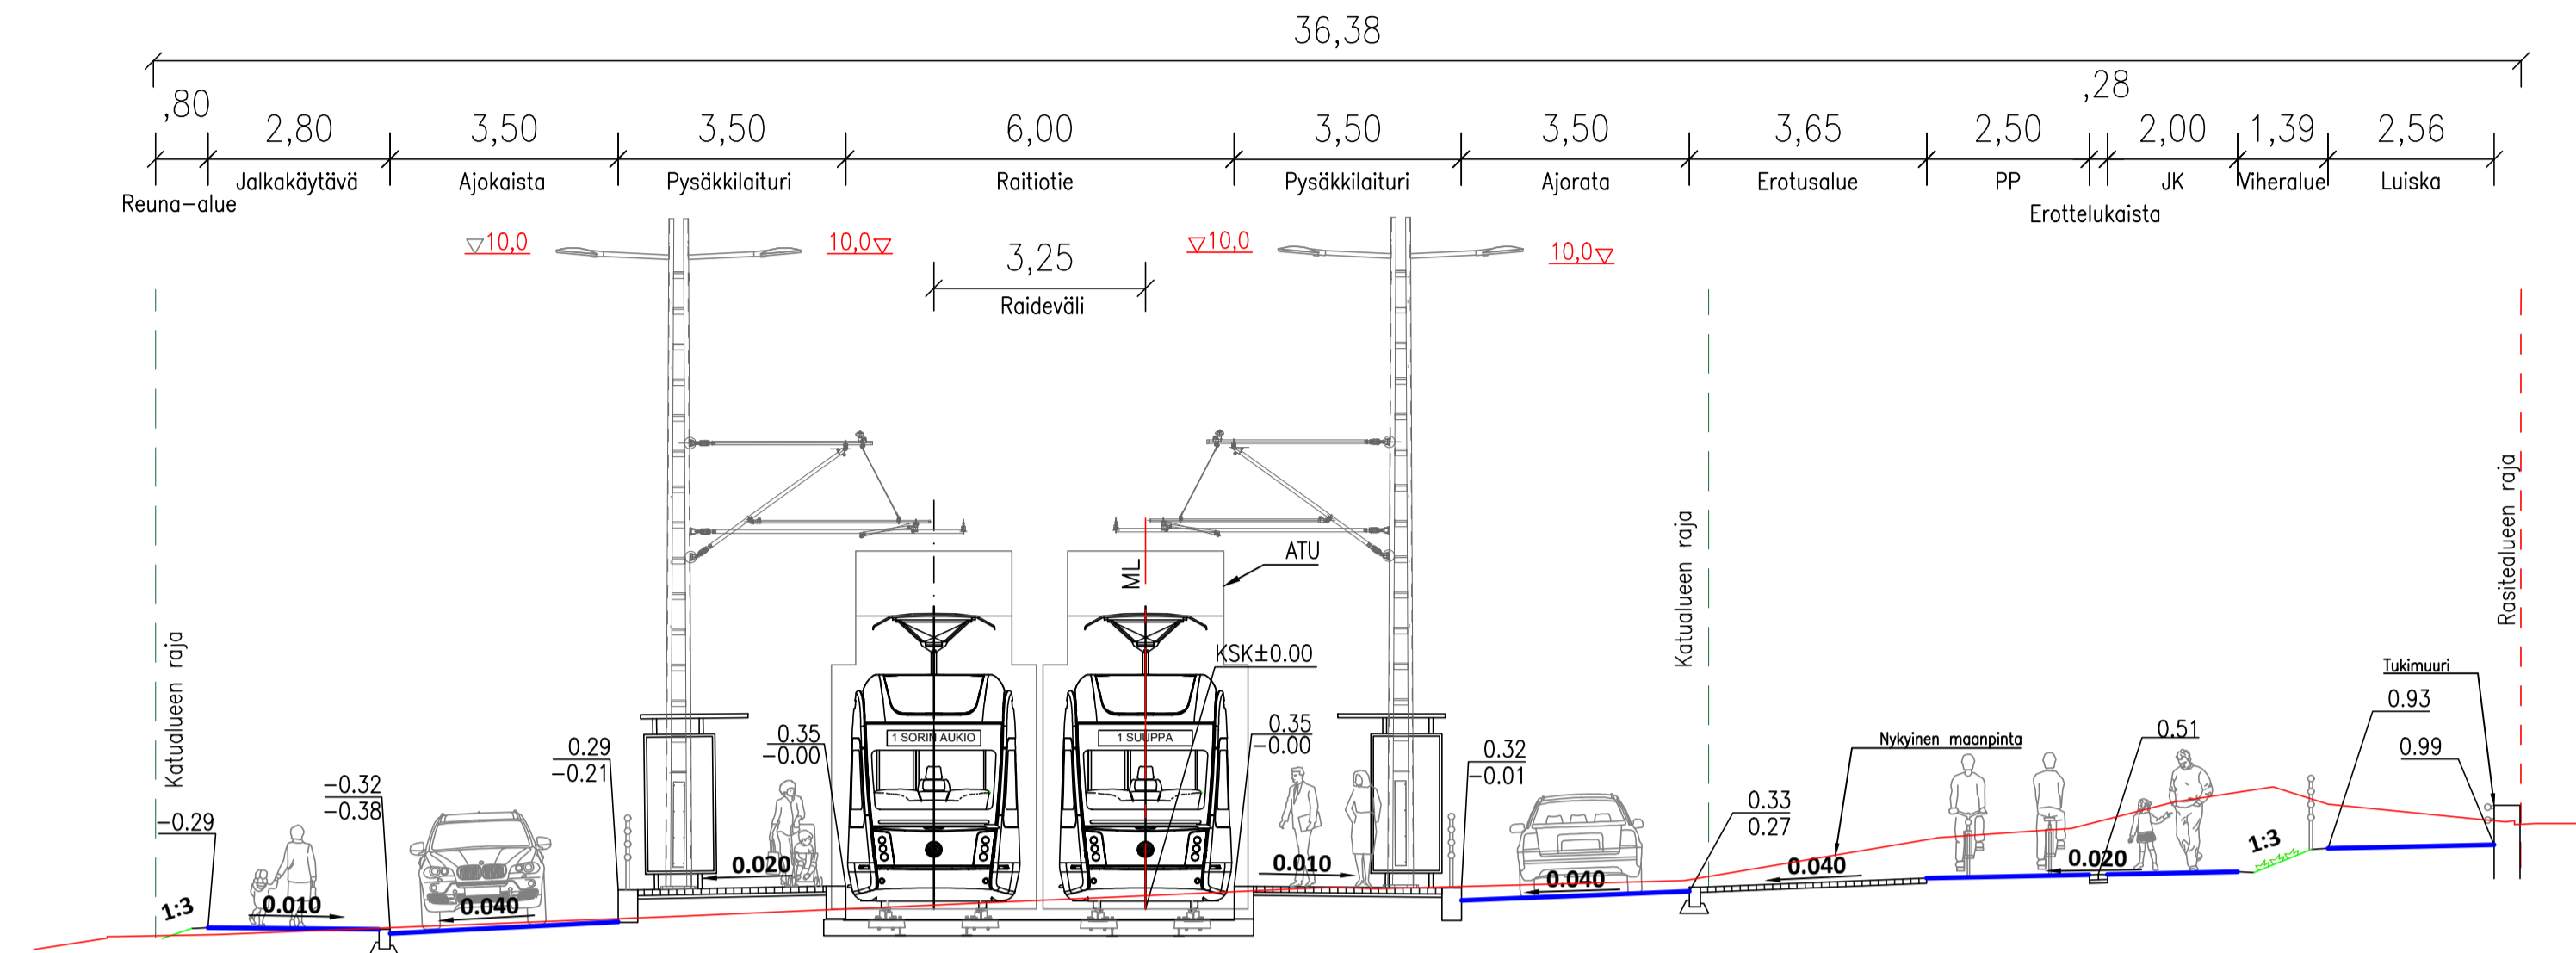 36,38
,80
2,80
3,50
3,50
6,00
3,50
3,50
3,65
2,50
,28
2,00
1,39
2,56
Reuna-alue
Jalkakäytävä
Ajokaista
Pysäkkilaituri
Raitiotie
Pysäkkilaituri
Ajorata
Erotusalue
PP
Erottelukaista
JK
Viheralue
Luiska
10,0
10,0
3,25
Raideväli
10,0
10,0
ATU
ML
KSK±0.00
Katualueen raja
Katualueen raja
Rasitealueen raja
Tukimuuri
0.93
0.99
0.51
Nykyinen maanpinta
-0.29
-0.32
-0.38
0.29
-0.21
0.35
-0.00
1 SORIN AUKIO
1 SUUPPA
0.35
-0.00
0.32
-0.01
0.33
0.27
1:3
0.010
0.040
0.020
0.010
0.040
0.040
0.020
1:3